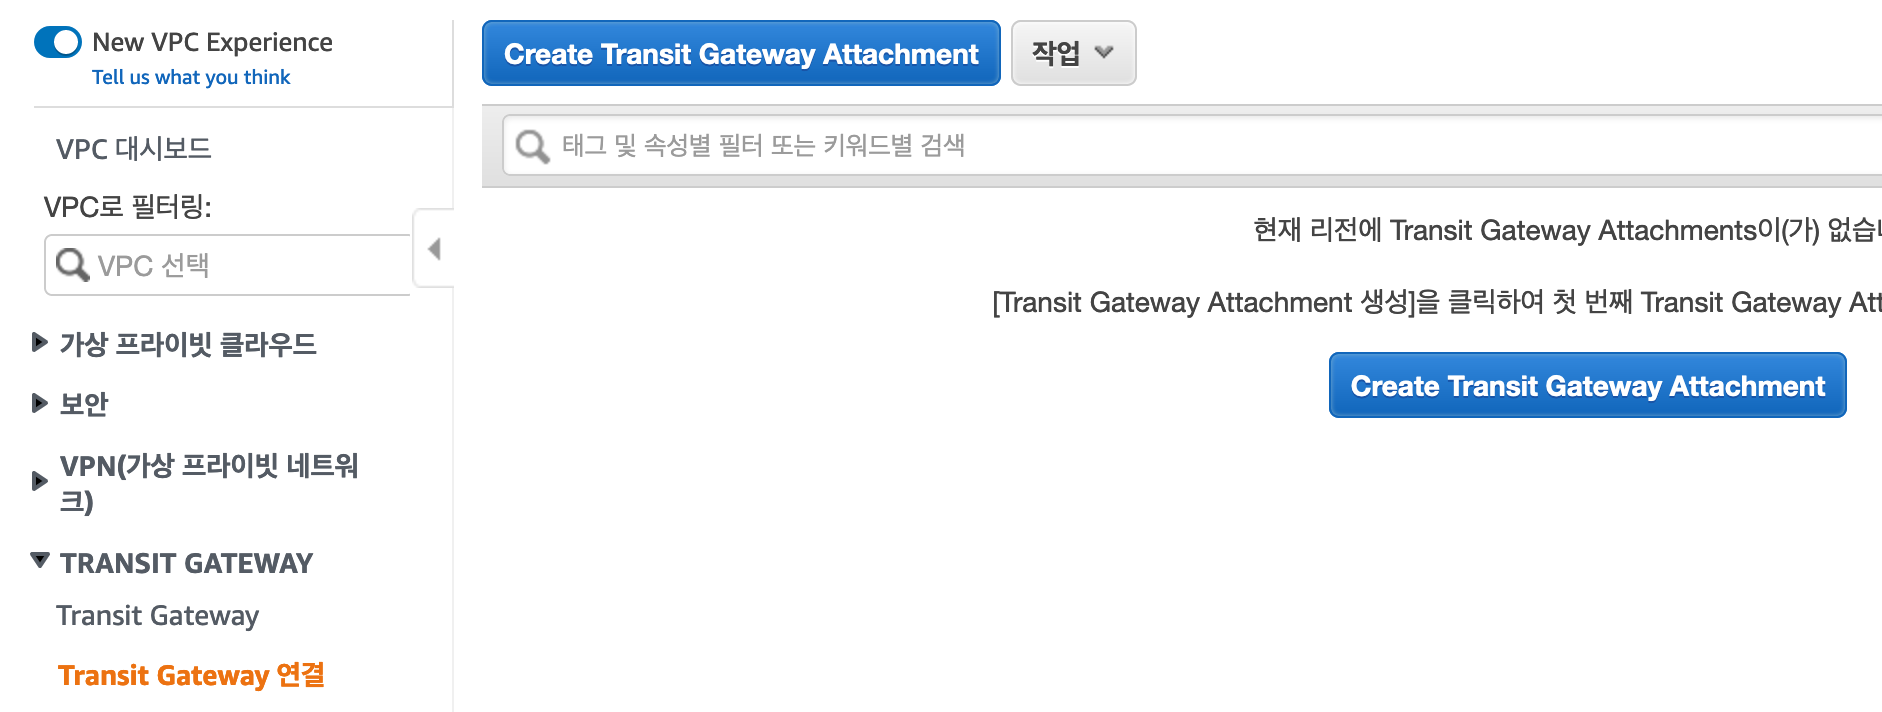 New VPC Experience
Tell us what you think
VPC 대시보드
VPC로 필터링:
VPC 선택
가상 프라이빗 클라우드
보안
VPN(가상 프라이빗 네트워
크)
TRANSIT GATEWAY
Transit Gateway
Transit Gateway 연결
Create Transit Gateway Attachment
작업
태그 및 속성별 필터 또는 키워드별 검색
현재 리전에 Transit Gateway Attachments이(가) 없습
[Transit Gateway Attachment 생성]을 클릭하여 첫 번째 Transit Gateway Att
Create Transit Gateway Attachment